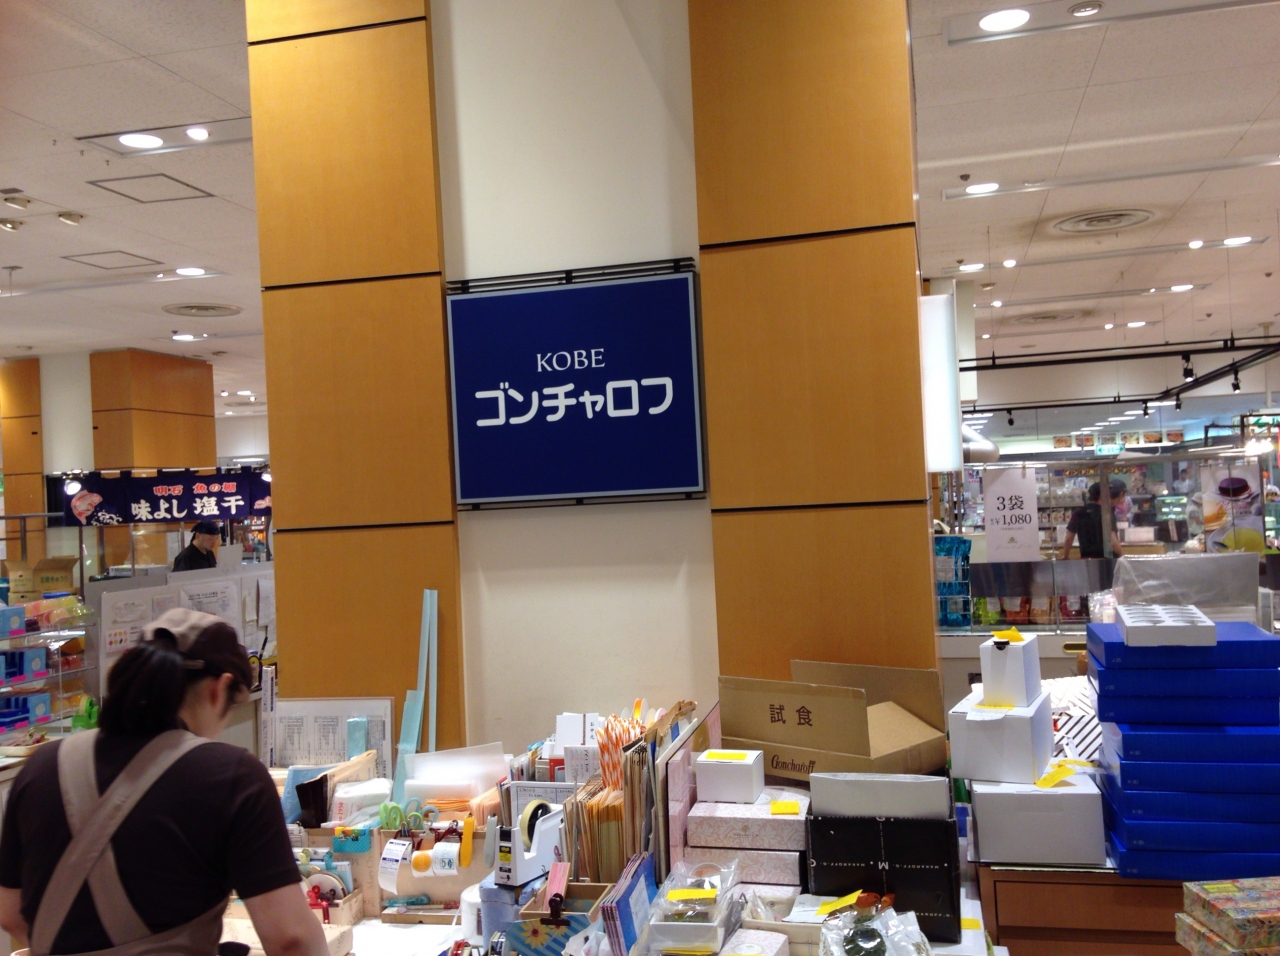 KOBE
ゴンチャロフ
明石 魚の棚
味よし 塩干
3袋
¥1,080
試食
Goncharoff